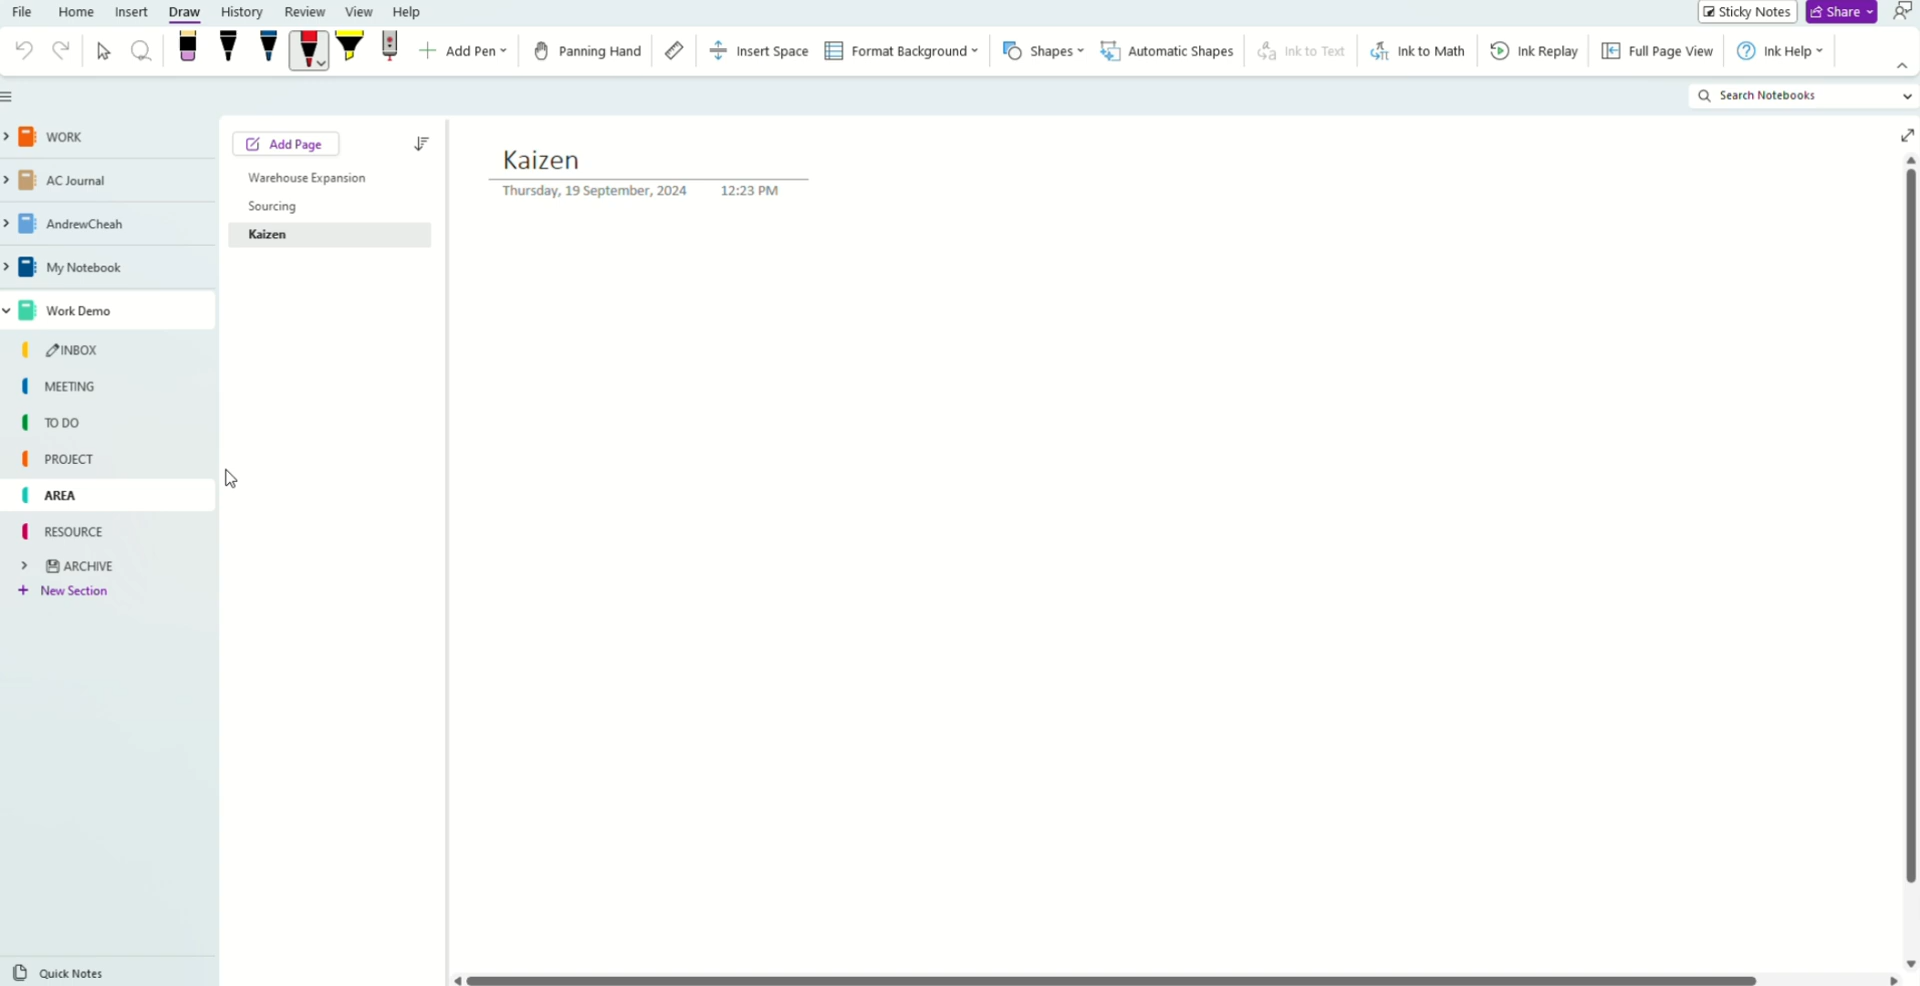 File Home Insert Draw History Review View Help Sticky Notes Share
Add Pen Panning Hand Insert Space Format Background Shapes Automatic Shapes Ink to Text Ink to Math Ink Replay Full Page View Ink Help
Search Notebooks
WORK
AC Journal
AndrewCheah
My Notebook
Work Demo
INBOX
MEETING
TO DO
PROJECT
AREA
RESOURCE
ARCHIVE
New Section
Quick Notes
Add Page
Warehouse Expansion
Sourcing
Kaizen
Kaizen
Thursday, 19 September, 2024 12:23 PM